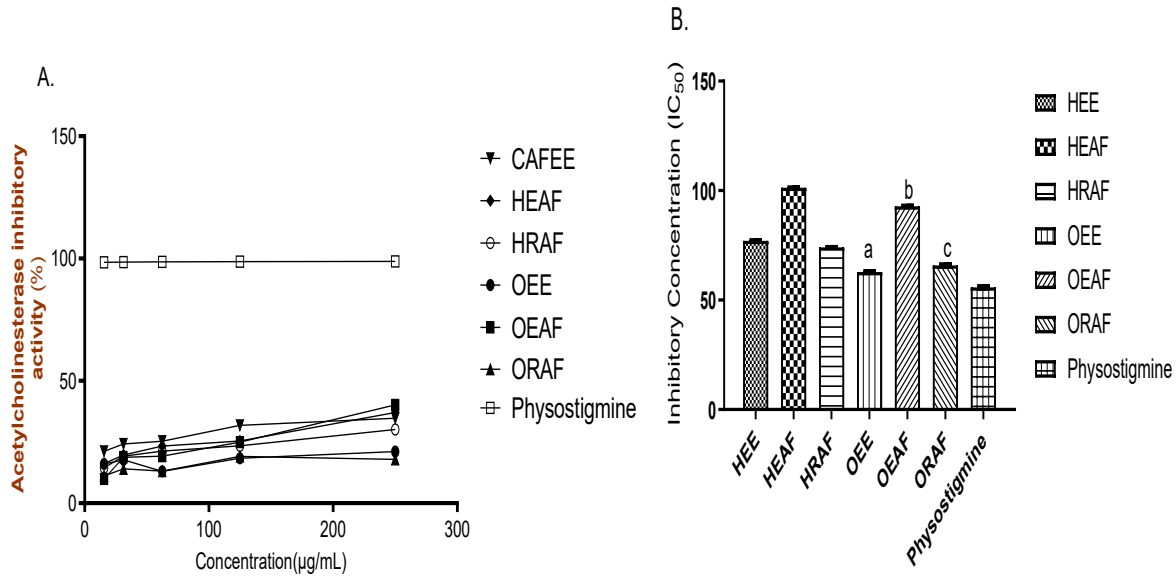 A.
Acetylcholinesterase inhibitory
activity (%)
150
100
50
0
0
100
200
300
Concentration(µg/mL)
CAFEE
HEAF
HRAF
OEE
OEAF
ORAF
Physostigmine
B.
Inhibitory Concentration (IC50)
150
100
50
0
a
b
c
HEE
HEAF
HRAF
OEE
OEAF
ORAF
Physostigmine
HEE
HEAF
HRAF
OEE
OEAF
ORAF
Physostigmine